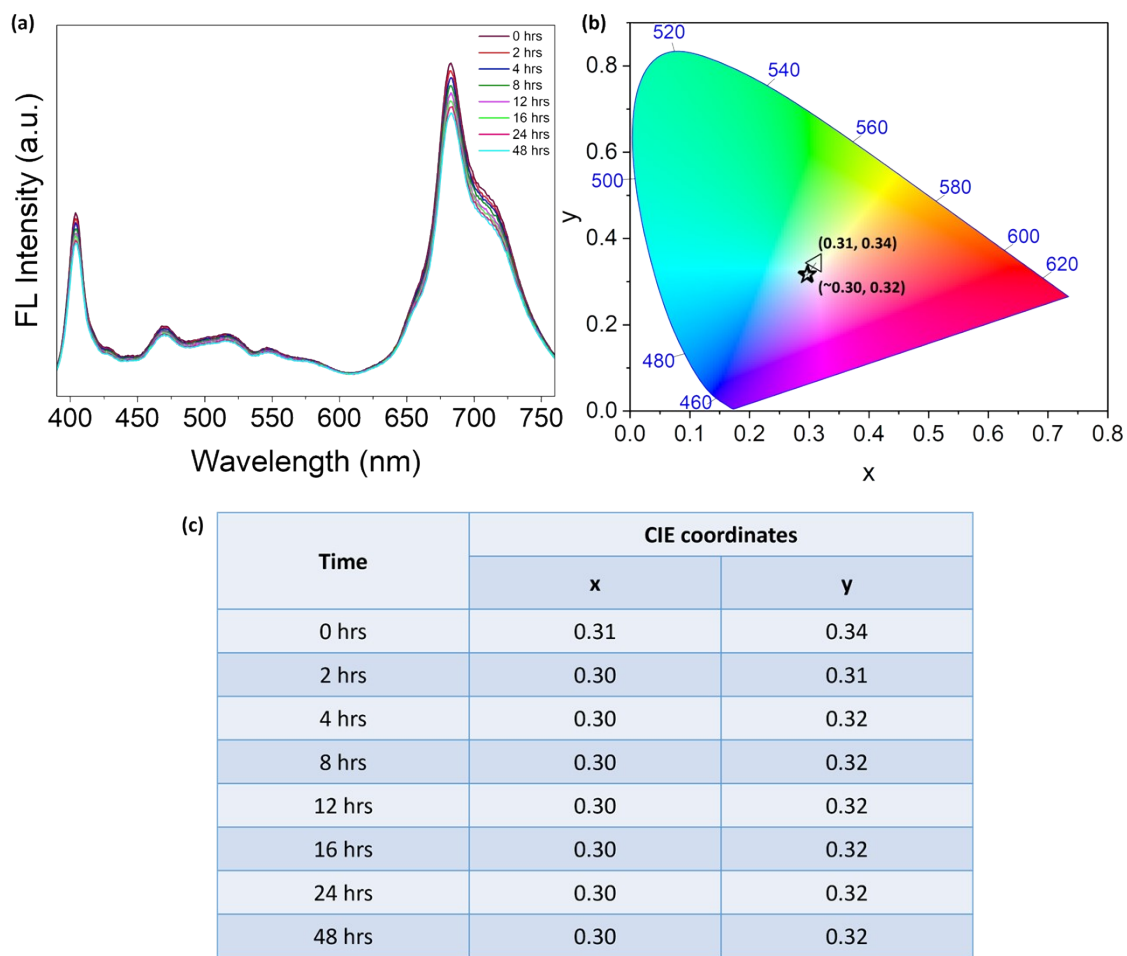 (a)
FL Intensity (a.u.)
0 hrs
2 hrs
4 hrs
8 hrs
12 hrs
16 hrs
24 hrs
48 hrs
400 450 500 550 600 650 700 750
Wavelength (nm)
(b)
y
0.8
0.6
0.4
0.2
0.0
520
540
560
580
600
620
500
480
460
(0.31, 0.34)
(~0.30, 0.32)
0.0 0.1 0.2 0.3 0.4 0.5 0.6 0.7 0.8
x
(c)
Time CIE coordinates
x y
0 hrs 0.31 0.34
2 hrs 0.30 0.31
4 hrs 0.30 0.32
8 hrs 0.30 0.32
12 hrs 0.30 0.32
16 hrs 0.30 0.32
24 hrs 0.30 0.32
48 hrs 0.30 0.32